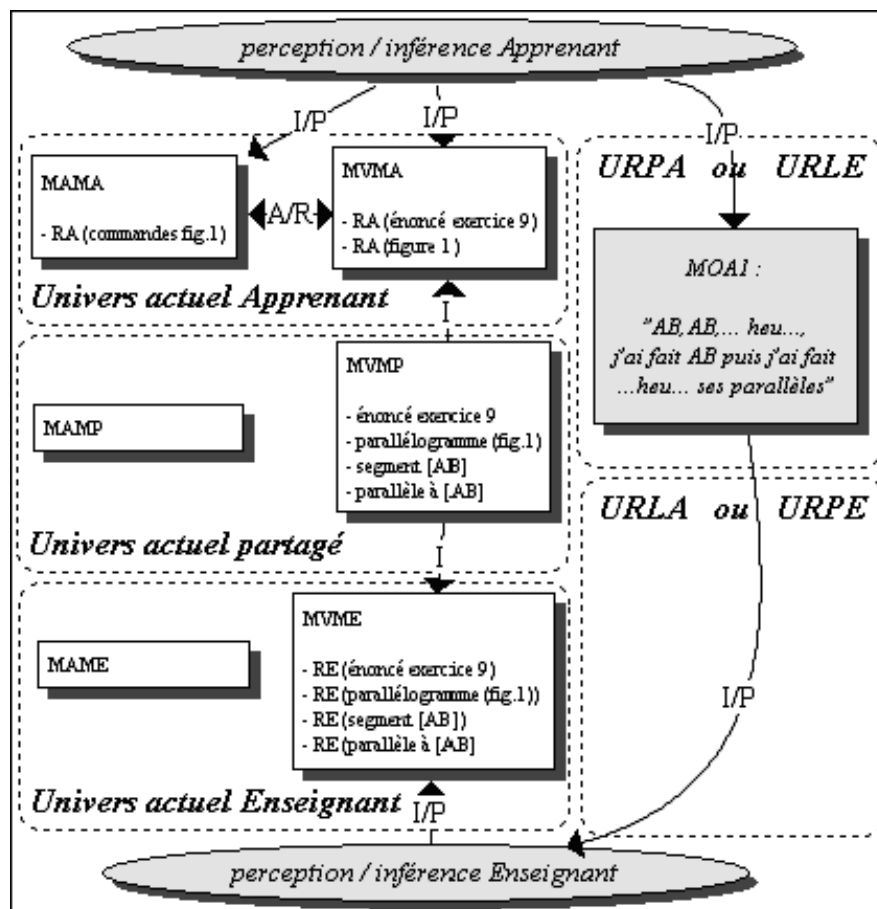 perception / inférence Apprenant
I/P
I/P
I/P
MAMA
- RA (commandes fig.1)
A/R
MVMA
- RA (énoncé exercice 9)
- RA (figure 1)
Univers actuel Apprenant
URPA ou URLE
MOA1 :
"AB, AB,... heu...,
j'ai fait AB puis j'ai fait
...heu... ses parallèles"
I
MAMP
MVMP
- énoncé exercice 9
- parallélogramme (fig.1)
- segment [AB]
- parallèle à [AB]
Univers actuel partagé
I
URLA ou URPE
MAME
MVME
- RE (énoncé exercice 9)
- RE (parallélogramme (fig.1))
- RE (segment [AB])
- RE (parallèle à [AB]
Univers actuel Enseignant
I/P
I/P
perception / inférence Enseignant